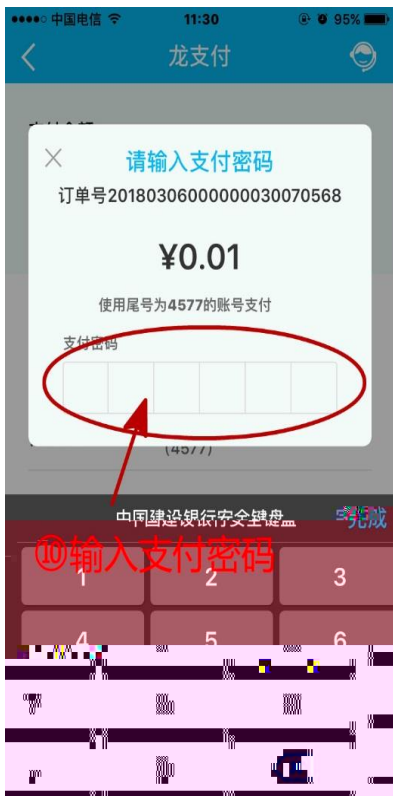 中国电信 11:30 95%
龙支付
请输入支付密码
订单号20180306000000030070568
¥0.01
使用尾号为4577的账号支付
支付密码
(4577)
中国建设银行安全键盘 完成
⑩输入支付密码
1 2 3
4 5 6